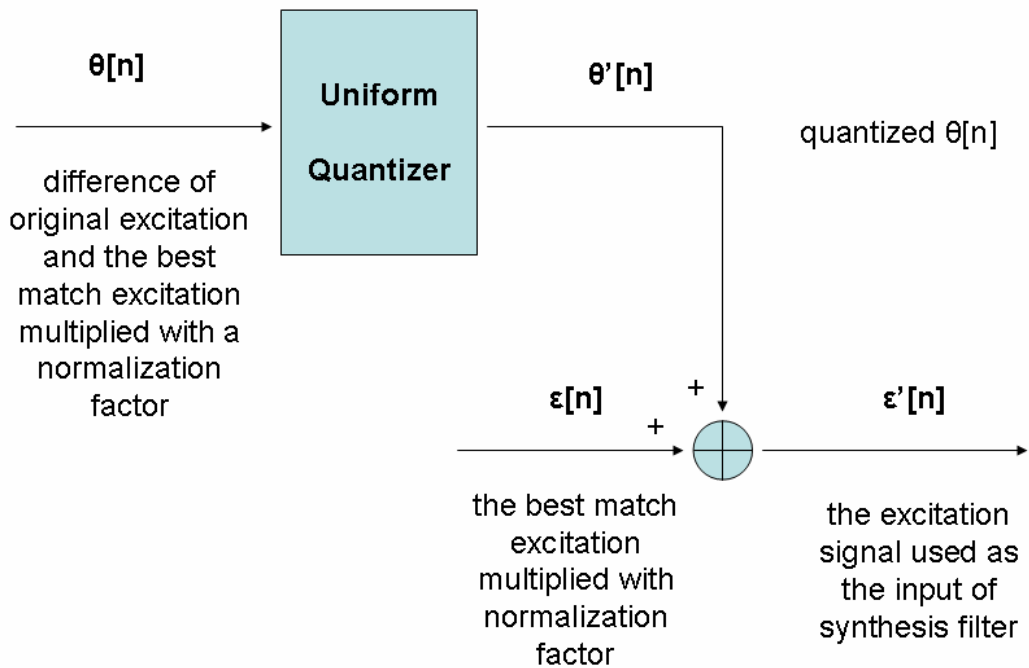 θ[n]
Uniform
Quantizer
θ’[n]
quantized θ[n]
difference of
original excitation
and the best
match excitation
multiplied with a
normalization
factor
+
ε[n]
+
ε’[n]
the best match
excitation
multiplied with
normalization
factor
the excitation
signal used as
the input of
synthesis filter